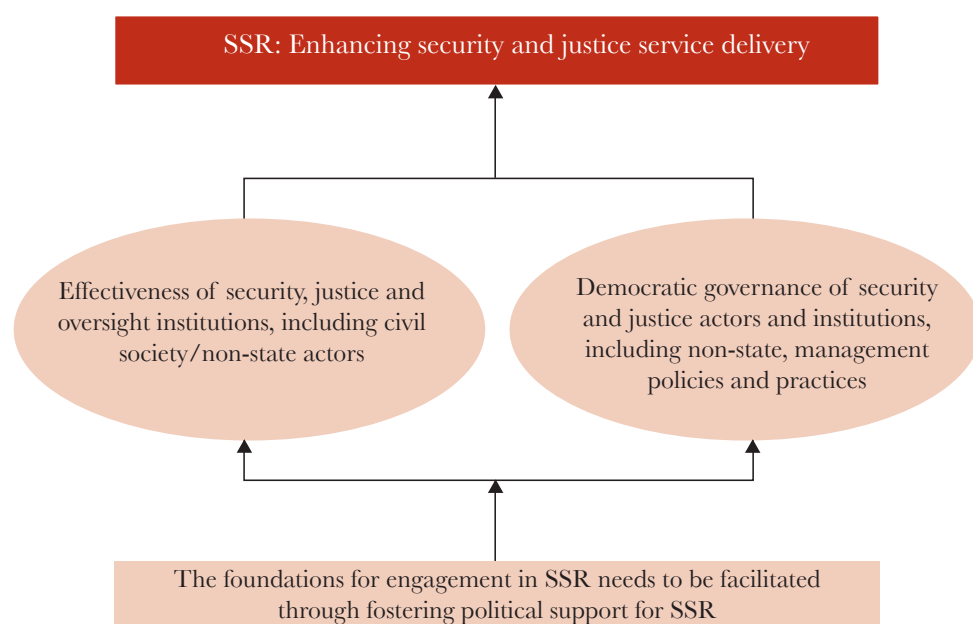 SSR: Enhancing security and justice service delivery
Effectiveness of security, justice and
oversight institutions, including civil
society/non-state actors
Democratic governance of security
and justice actors and institutions,
including non-state, management
policies and practices
The foundations for engagement in SSR needs to be facilitated
through fostering political support for SSR